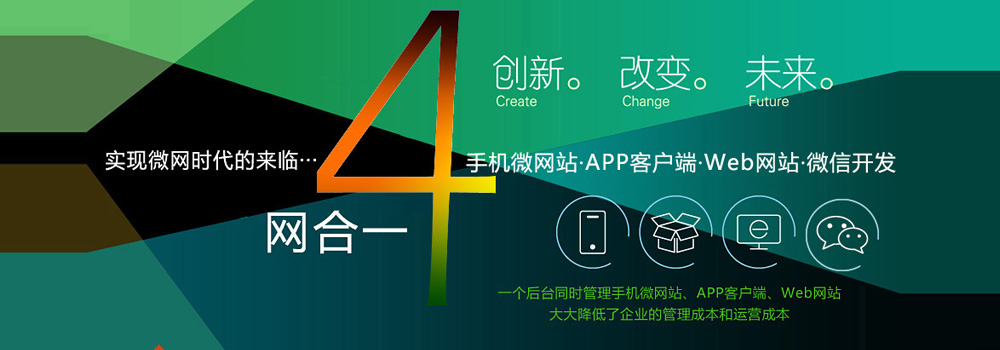 创新。 改变。 未来。
Create Change Future
实现微网时代的来临…
4
网合一
手机微网站·APP客户端·Web网站·微信开发
一个后台同时管理手机微网站、APP客户端、Web网站
大大降低了企业的管理成本和运营成本